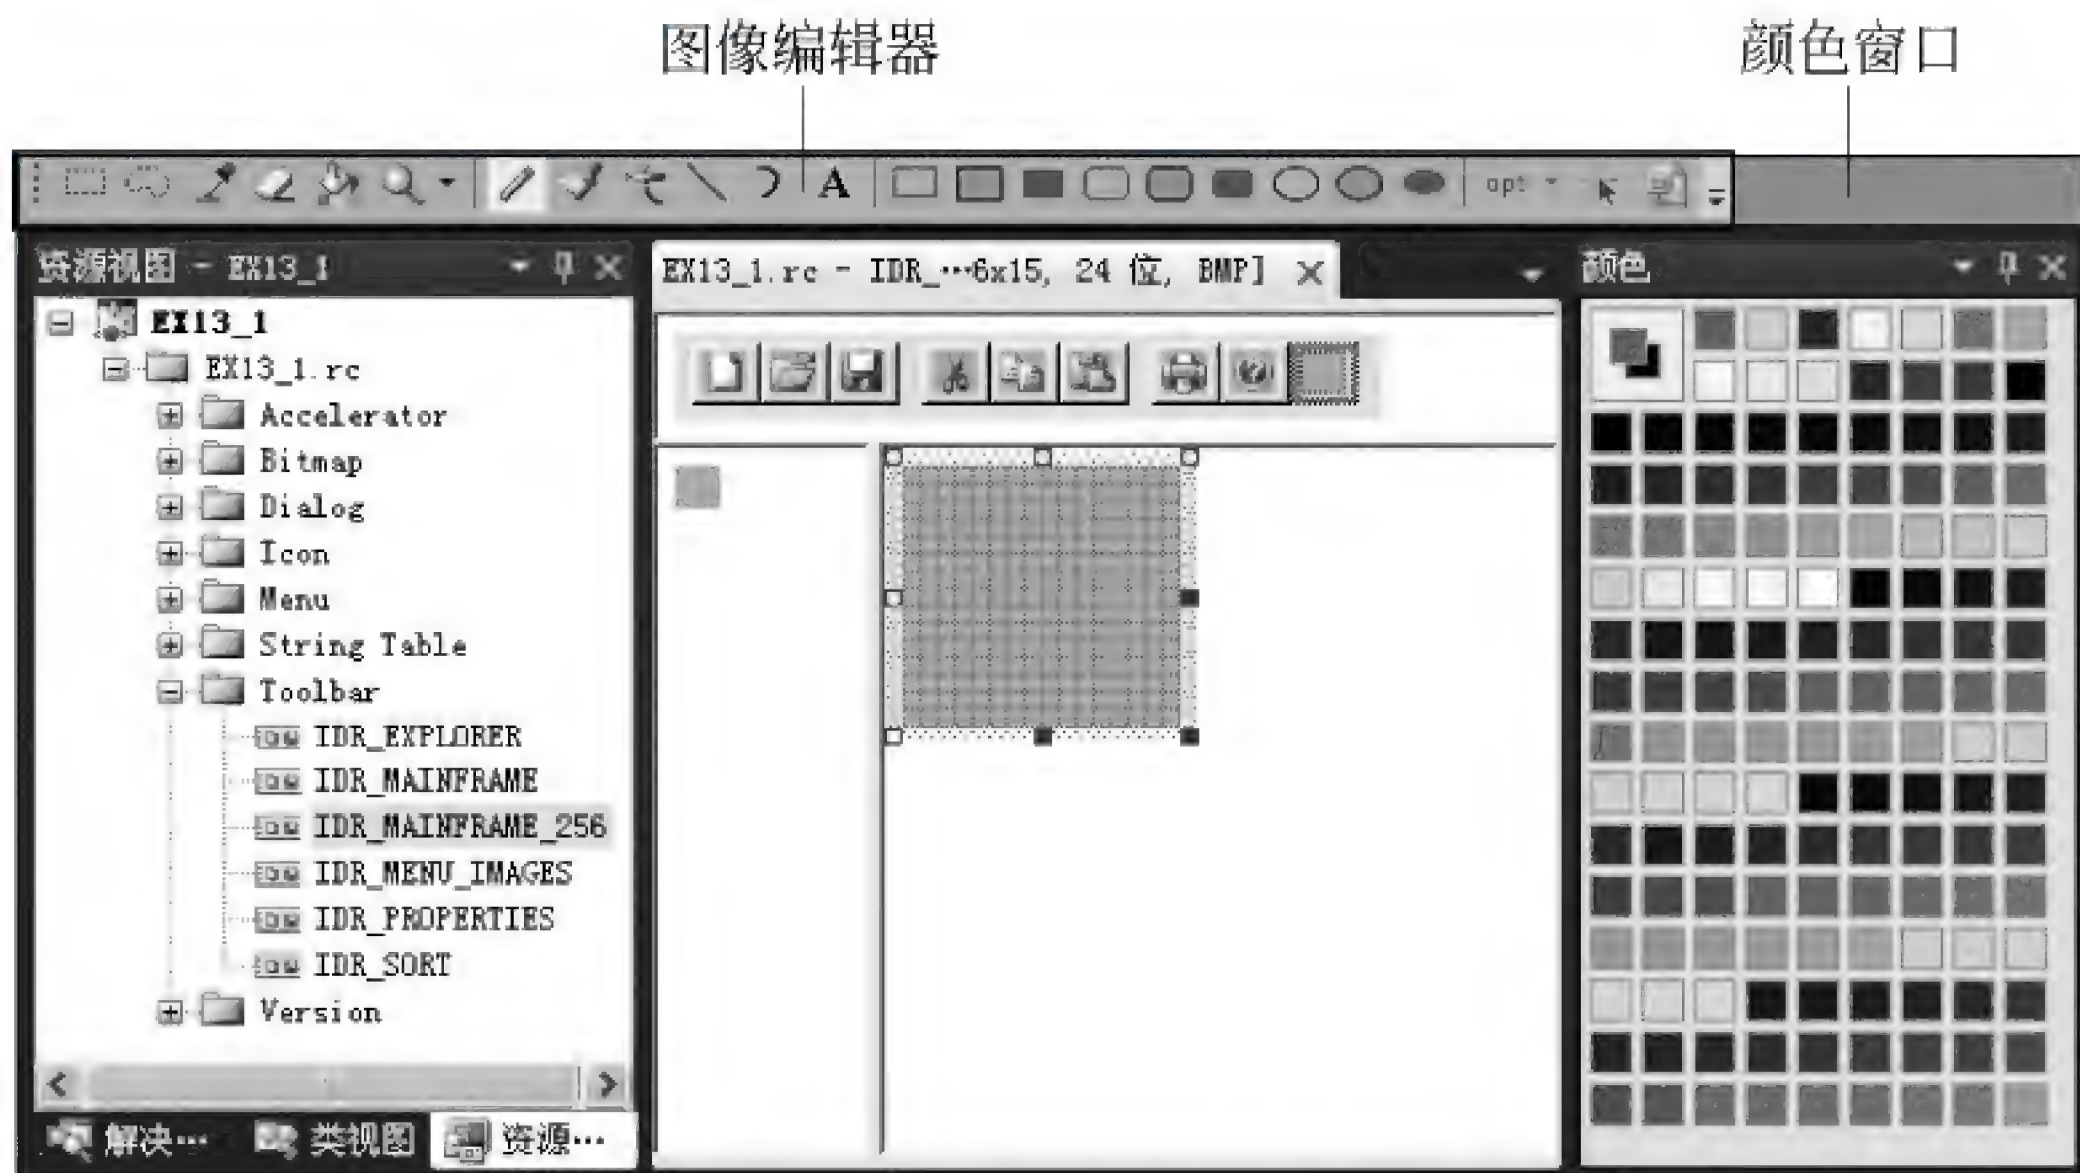 图像编辑器
颜色窗口
A
opt
资源视图 - EX13_1
EX13_1.rc - IDR_…6x15, 24 位, BMP]
颜色
EX13_1
EX13_1.rc
Accelerator
Bitmap
Dialog
Icon
Menu
String Table
Toolbar
IDR_EXPLORER
IDR_MAINFRAME
IDR_MAINFRAME_256
IDR_MENU_IMAGES
IDR_PROPERTIES
IDR_SORT
Version
解决…
类视图
资源…